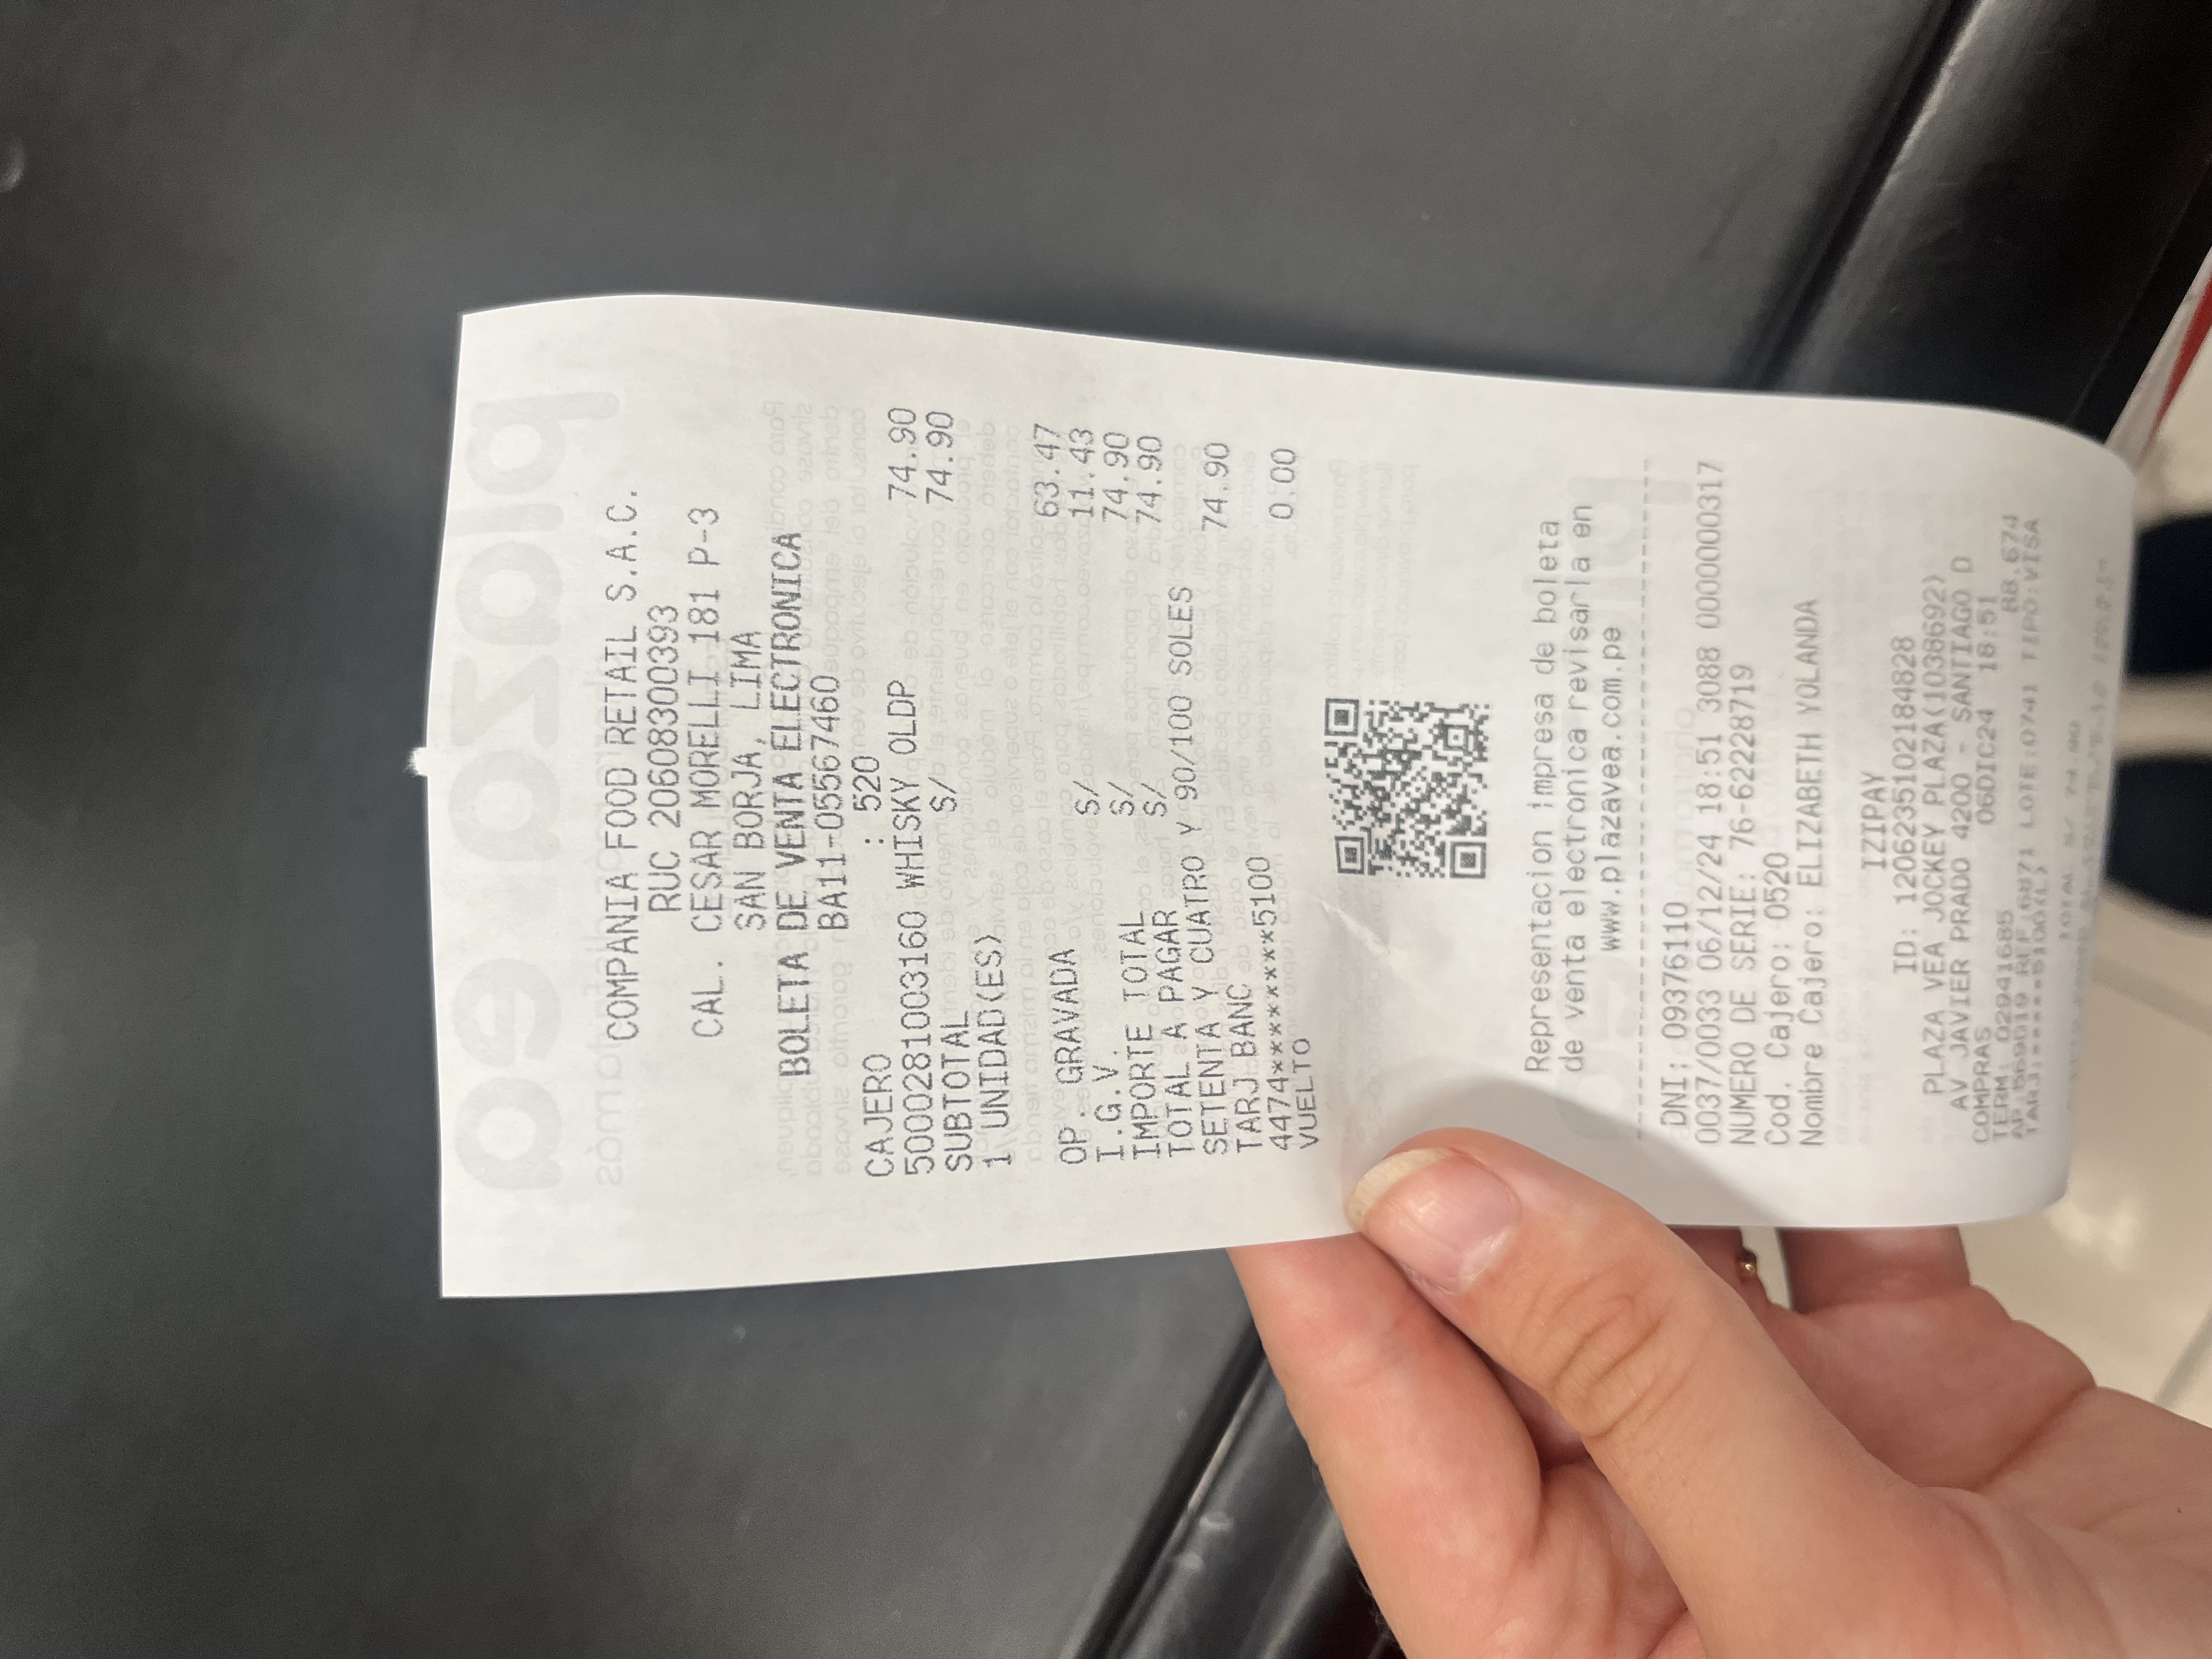 COMPANIA FOOD RETAIL S.A.C.
RUC 20608300393
CAL. CESAR MORELLI 181 P-3
SAN BORJA, LIMA
BOLETA DE VENTA ELECTRONICA
BA11-05567460
CAJERO : 520
5000281003160 WHISKY OLDP 74.90
SUBTOTAL S/ 74.90
1 UNIDAD(ES)
OP. GRAVADA 63.47
I.G.V. S/ 11.43
IMPORTE TOTAL S/ 74.90
TOTAL A PAGAR S/ 74.90
SETENTA Y CUATRO Y 90/100 SOLES
TARJ BANC 74.90
4474********5100
VUELTO 0.00
Representacion impresa de boleta
de venta electronica revisarla en
www.plazavea.com.pe
DNI: 09376110
0037/0033 06/12/24 18:51 3088 0000000317
NUMERO DE SERIE: 76-62228719
Cod. Cajero: 0520
Nombre Cajero: ELIZABETH YOLANDA
IZIPAY
ID: 1206235102184828
PLAZA VEA JOCKEY PLAZA(1038692)
AV JAVIER PRADO 4200 - SANTIAGO D
COMPRAS 06DIC24 18:51
TERM: 02941685 88.674
AP:569019 REF:6871 LOTE:0741 TIPO:VISA
TARJ:*****5100(L)
TOTAL S/ 74.90